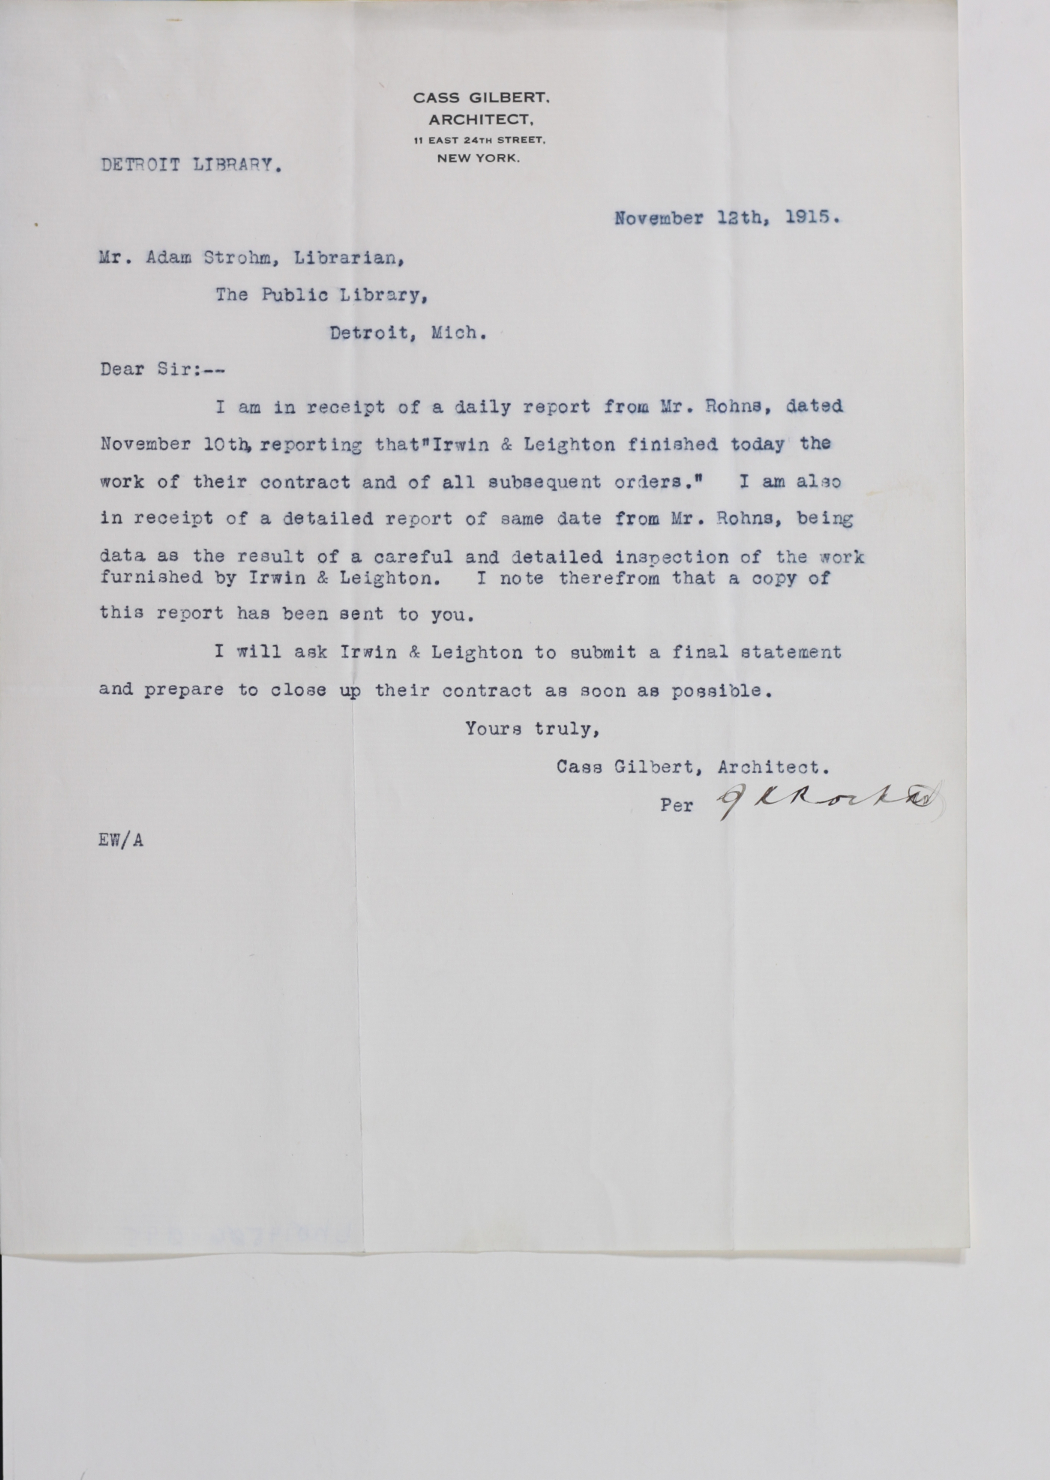 CASS GILBERT,
ARCHITECT,
11 EAST 24TH STREET,
NEW YORK.
DETROIT LIBRARY.
November 12th, 1915.
Mr. Adam Strohm, Librarian,
The Public Library,
Detroit, Mich.
Dear Sir:--
I am in receipt of a daily report from Mr. Rohns, dated
November 10th, reporting that"Irwin & Leighton finished today the
work of their contract and of all subsequent orders." I am also
in receipt of a detailed report of same date from Mr. Rohns, being
data as the result of a careful and detailed inspection of the work
furnished by Irwin & Leighton. I note therefrom that a copy of
this report has been sent to you.
I will ask Irwin & Leighton to submit a final statement
and prepare to close up their contract as soon as possible.
Yours truly,
Cass Gilbert, Architect.
Per
EW/A